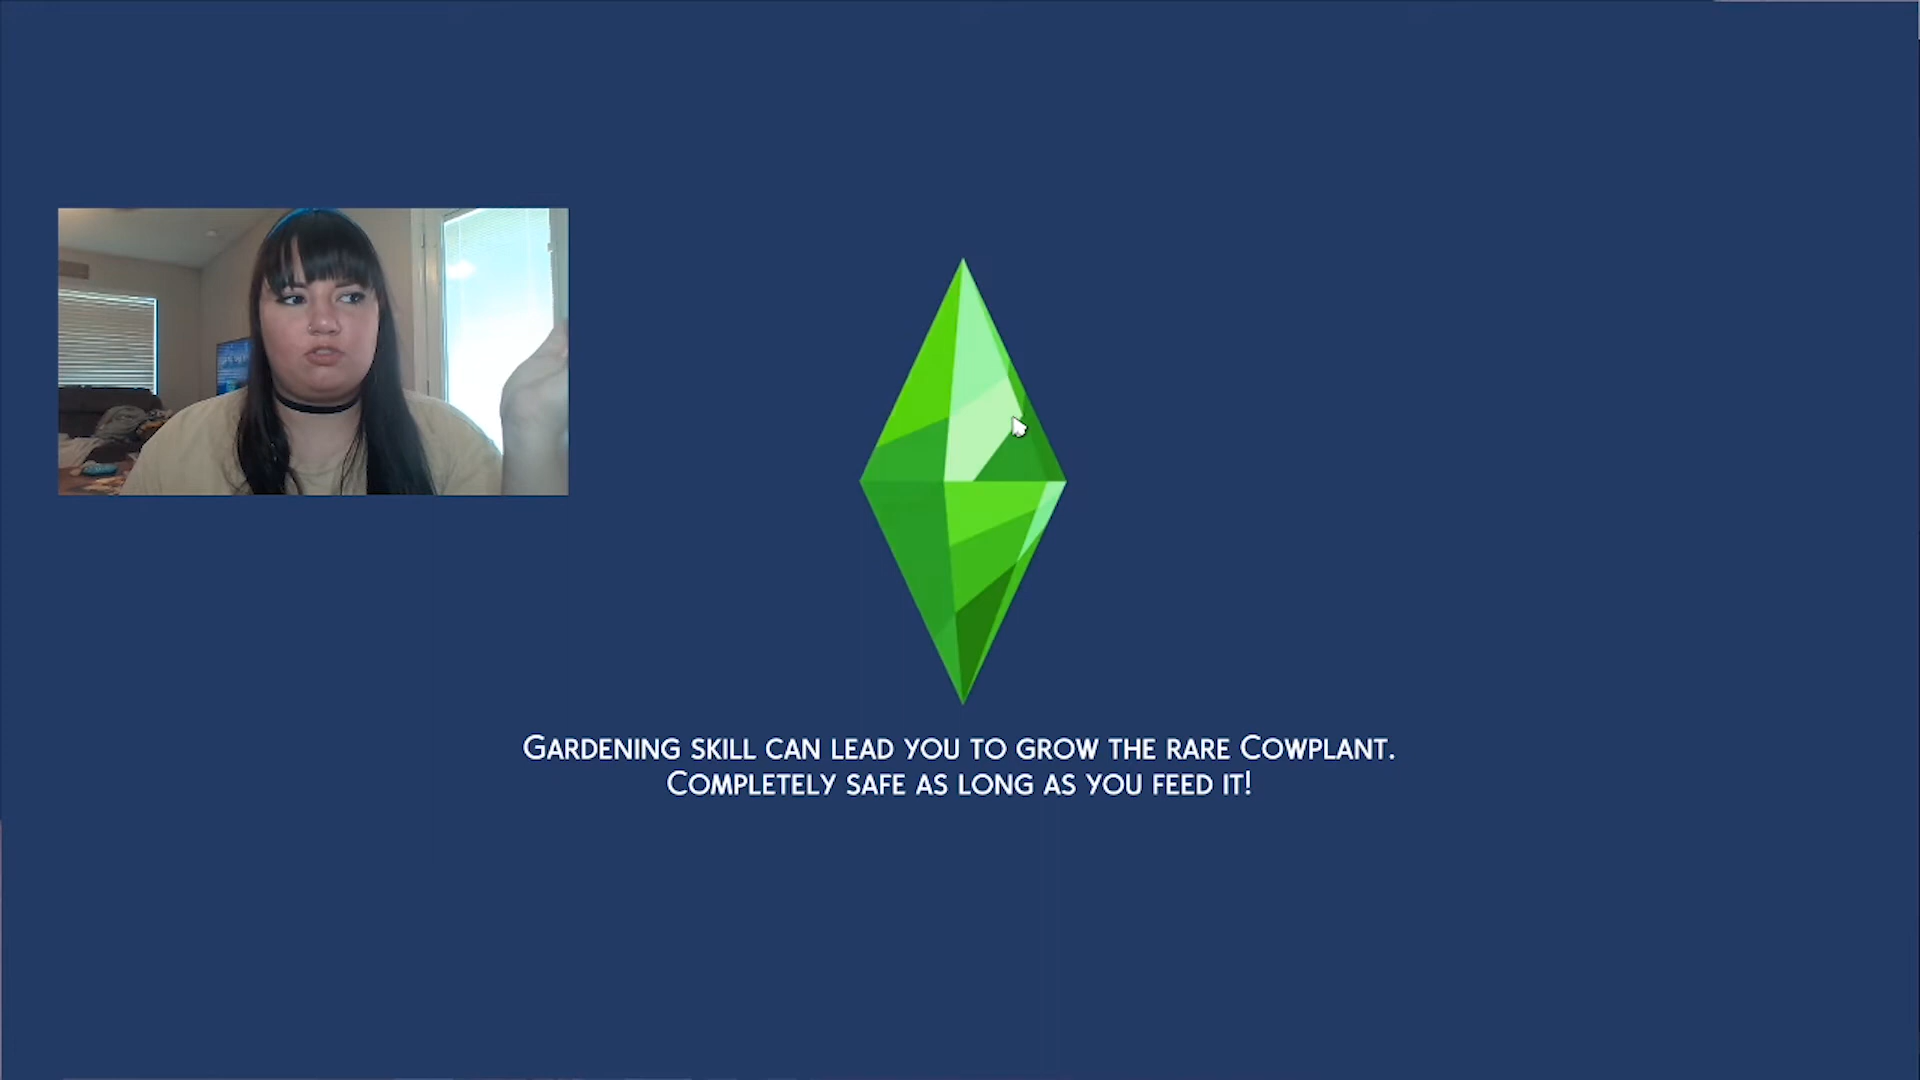 Gardening skill can lead you to grow the rare Cowplant.
Completely safe as long as you feed it!